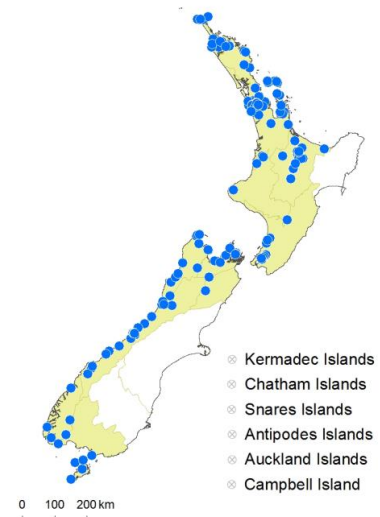 Kermadec Islands
Chatham Islands
Snares Islands
Antipodes Islands
Auckland Islands
Campbell Island
0 100 200 km